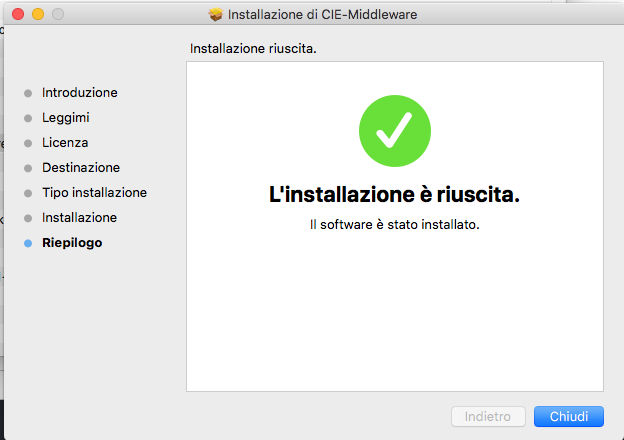 Installazione di CIE-Middleware
Installazione riuscita.
Introduzione
Leggimi
Licenza
Destinazione
Tipo installazione
Installazione
Riepilogo
L'installazione è riuscita.
Il software è stato installato.
Indietro
Chiudi